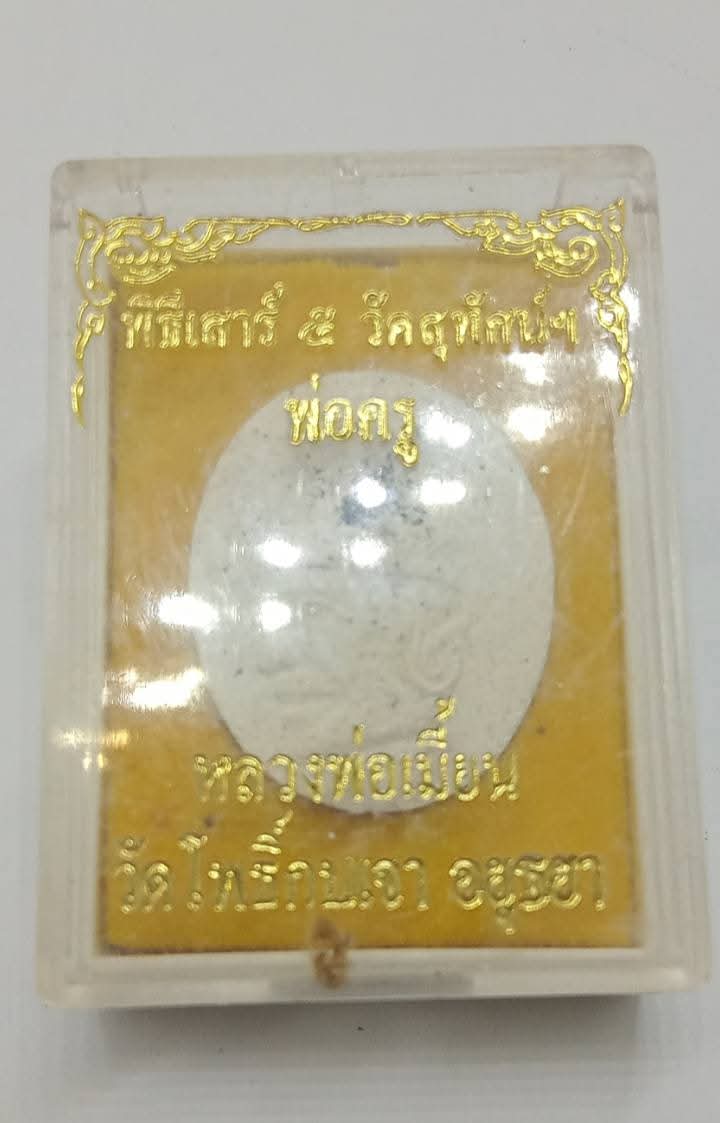 พิธีเสาร์ ๕ วัดสุทัศน์ฯ
พ่อครู
หลวงพ่อเมี้ยน
วัดโพธิ์กบเจา อยุธยา